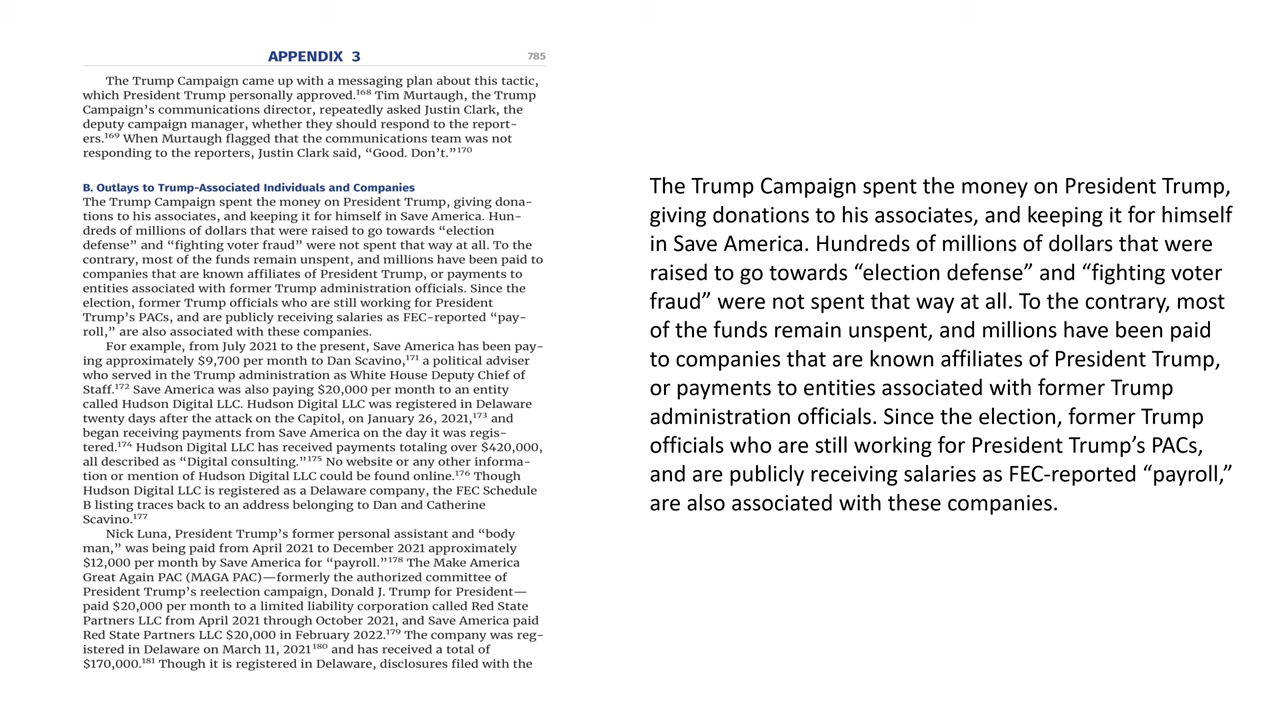 APPENDIX 3
785
The Trump Campaign came up with a messaging plan about this tactic,
which President Trump personally approved.168 Tim Murtaugh, the Trump
Campaign’s communications director, repeatedly asked Justin Clark, the
deputy campaign manager, whether they should respond to the report-
ers.169 When Murtaugh flagged that the communications team was not
responding to the reporters, Justin Clark said, “Good. Don’t.”170
B. Outlays to Trump-Associated Individuals and Companies
The Trump Campaign spent the money on President Trump, giving dona-
tions to his associates, and keeping it for himself in Save America. Hun-
dreds of millions of dollars that were raised to go towards “election
defense” and “fighting voter fraud” were not spent that way at all. To the
contrary, most of the funds remain unspent, and millions have been paid to
companies that are known affiliates of President Trump, or payments to
entities associated with former Trump administration officials. Since the
election, former Trump officials who are still working for President
Trump’s PACs, and are publicly receiving salaries as FEC-reported “pay-
roll,” are also associated with these companies.
For example, from July 2021 to the present, Save America has been pay-
ing approximately $9,700 per month to Dan Scavino,171 a political adviser
who served in the Trump administration as White House Deputy Chief of
Staff.172 Save America was also paying $20,000 per month to an entity
called Hudson Digital LLC. Hudson Digital LLC was registered in Delaware
twenty days after the attack on the Capitol, on January 26, 2021,173 and
began receiving payments from Save America on the day it was regis-
tered.174 Hudson Digital LLC has received payments totaling over $420,000,
all described as “Digital consulting.”175 No website or any other informa-
tion or mention of Hudson Digital LLC could be found online.176 Though
Hudson Digital LLC is registered as a Delaware company, the FEC Schedule
B listing traces back to an address belonging to Dan and Catherine
Scavino.177
Nick Luna, President Trump’s former personal assistant and “body
man,” was being paid from April 2021 to December 2021 approximately
$12,000 per month by Save America for “payroll.”178 The Make America
Great Again PAC (MAGA PAC)—formerly the authorized committee of
President Trump’s reelection campaign, Donald J. Trump for President—
paid $20,000 per month to a limited liability corporation called Red State
Partners LLC from April 2021 through October 2021, and Save America paid
Red State Partners LLC $20,000 in February 2022.179 The company was reg-
istered in Delaware on March 11, 2021180 and has received a total of
$170,000.181 Though it is registered in Delaware, disclosures filed with the
The Trump Campaign spent the money on President Trump,
giving donations to his associates, and keeping it for himself
in Save America. Hundreds of millions of dollars that were
raised to go towards “election defense” and “fighting voter
fraud” were not spent that way at all. To the contrary, most
of the funds remain unspent, and millions have been paid
to companies that are known affiliates of President Trump,
or payments to entities associated with former Trump
administration officials. Since the election, former Trump
officials who are still working for President Trump’s PACs,
and are publicly receiving salaries as FEC-reported “payroll,”
are also associated with these companies.